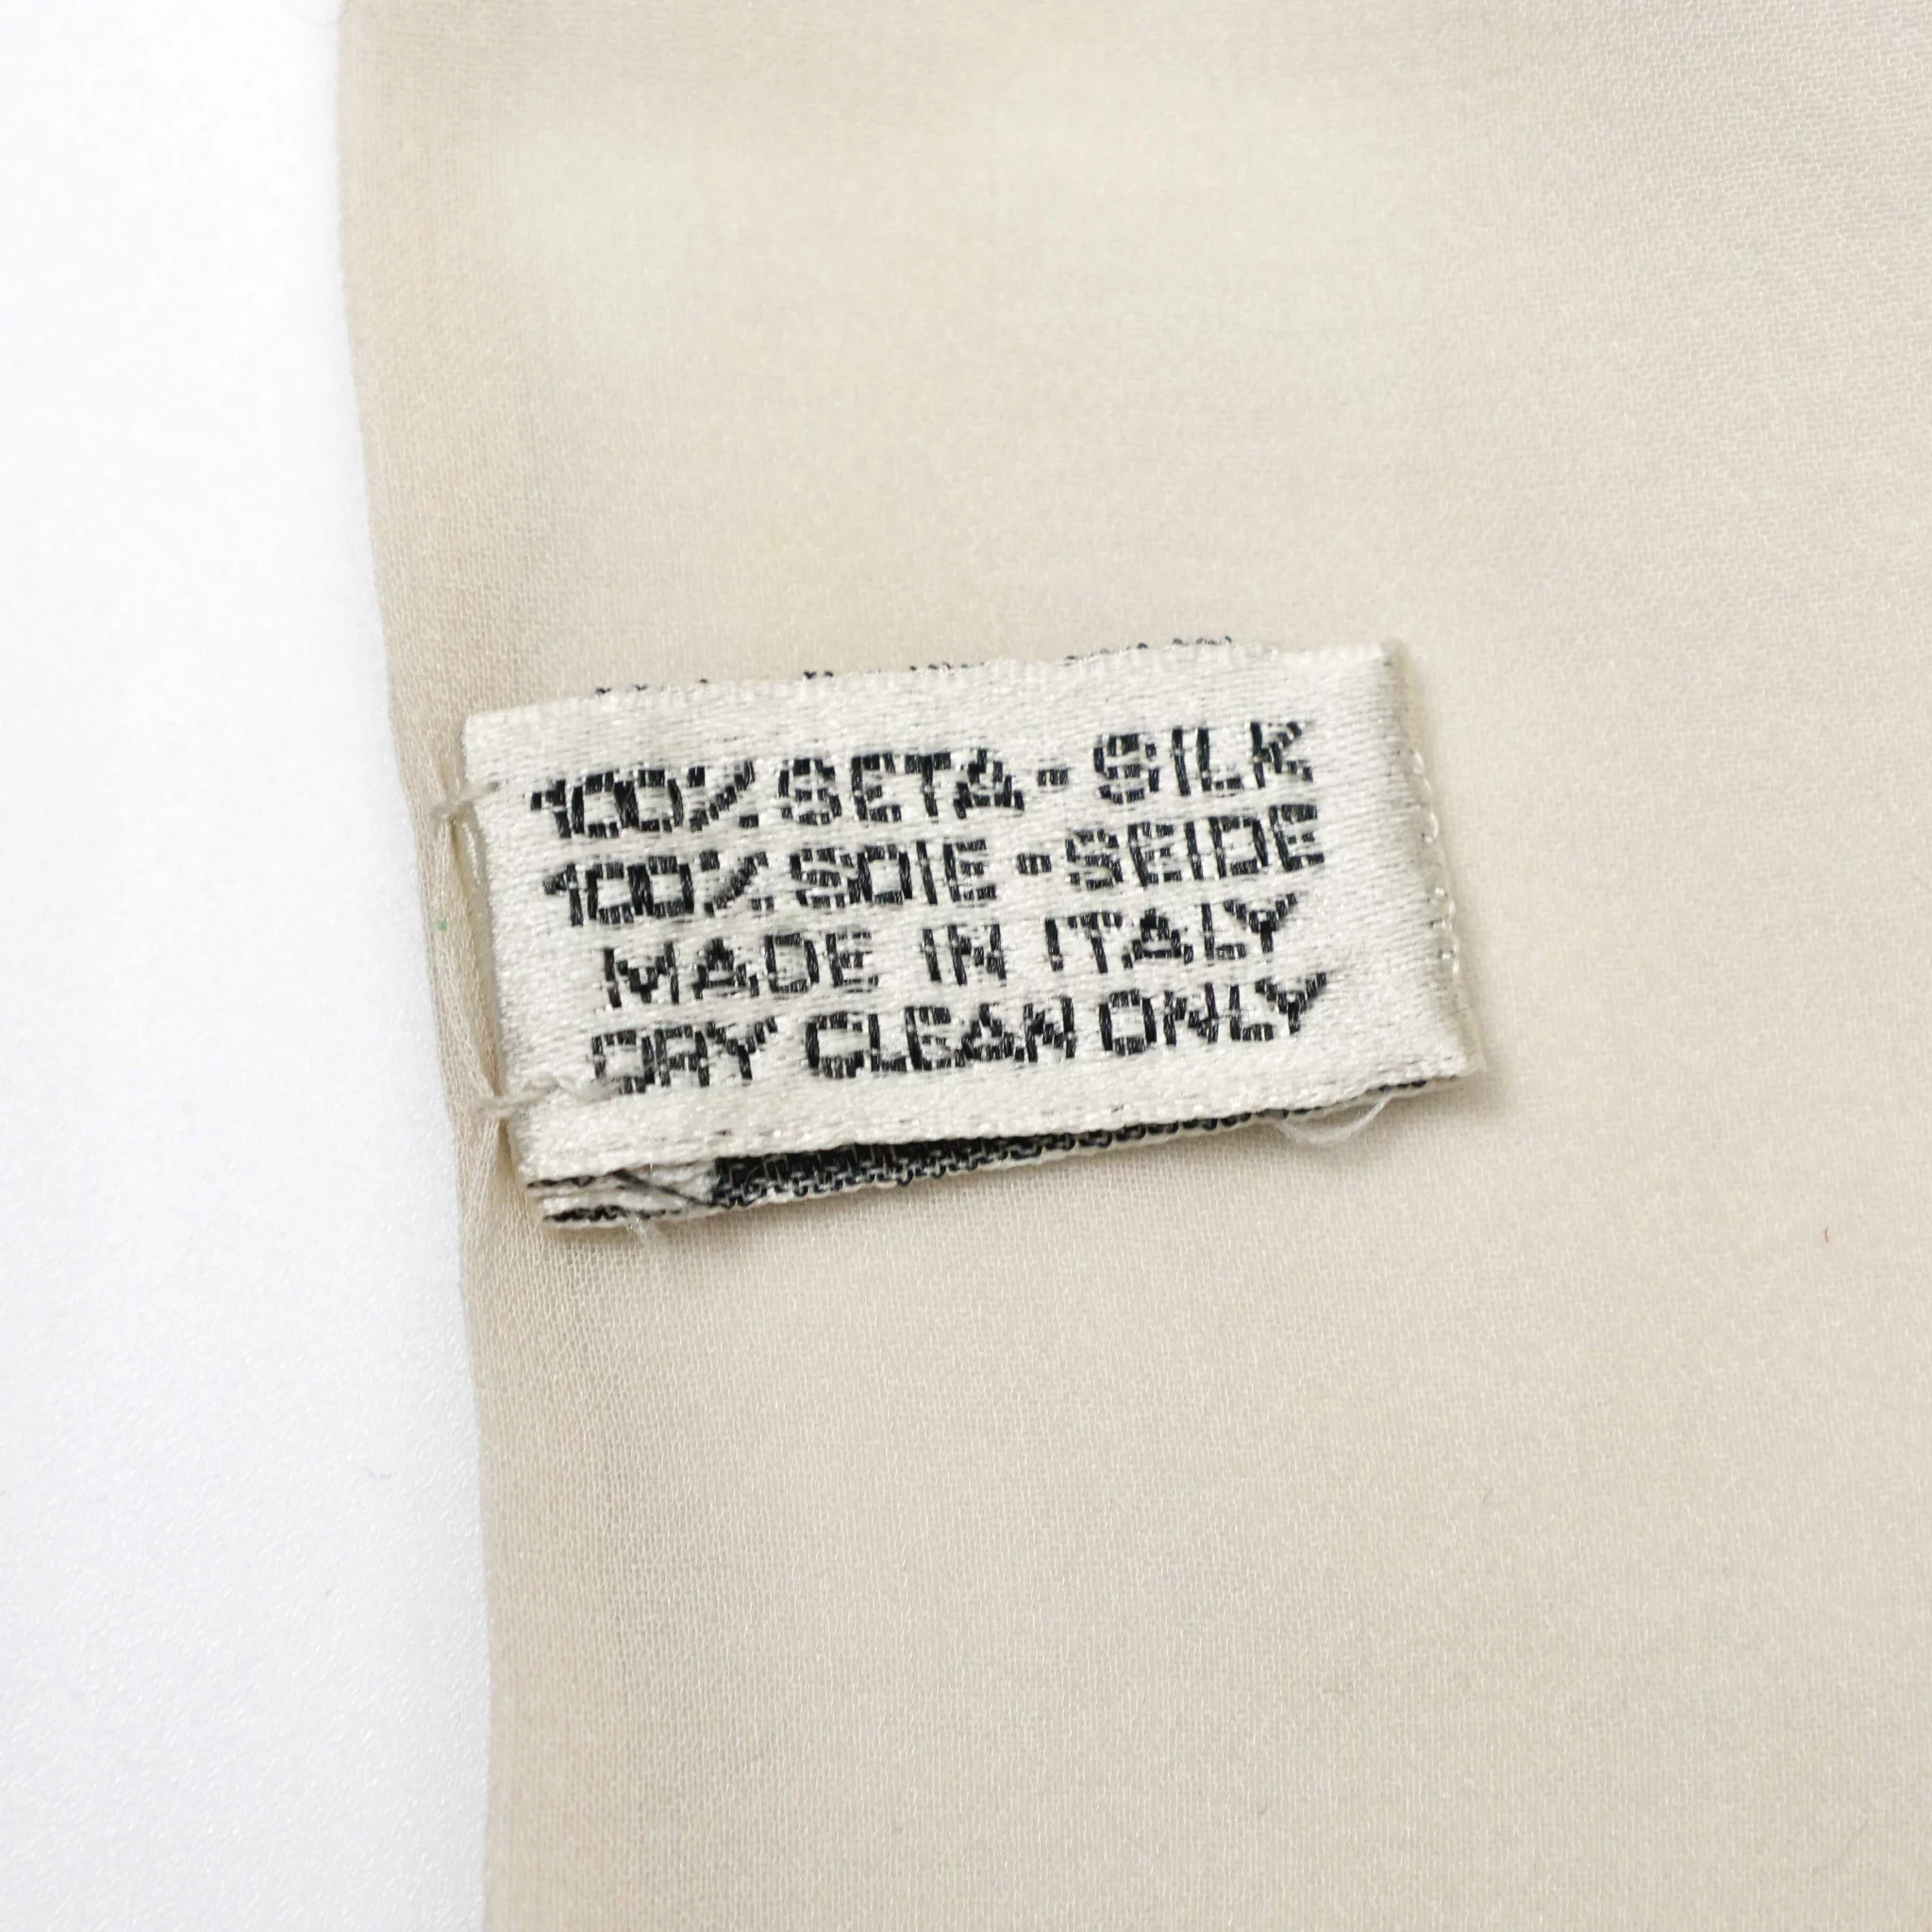 100% SETA - SILK
100% SOIE - SEIDE
MADE IN ITALY
DRY CLEAN ONLY